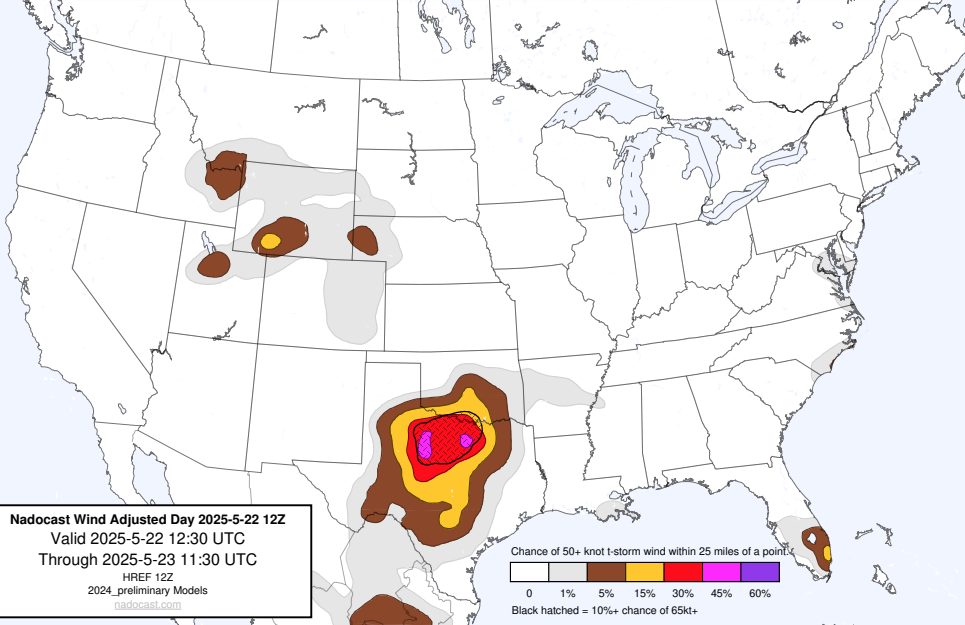 Nadocast Wind Adjusted Day 2025-5-22 12Z
Valid 2025-5-22 12:30 UTC
Through 2025-5-23 11:30 UTC
HREF 12Z
2024_preliminary Models
nadocast.com
Chance of 50+ knot t-storm wind within 25 miles of a point.
0 1% 5% 15% 30% 45% 60%
Black hatched = 10%+ chance of 65kt+